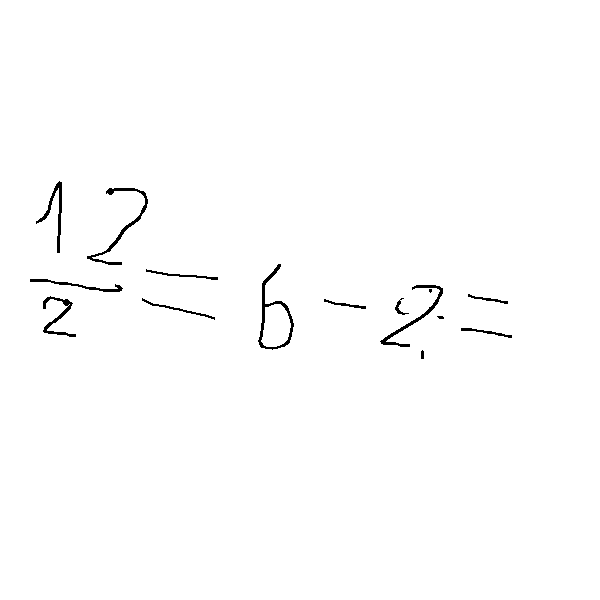 12/2 = 6 - 2 =